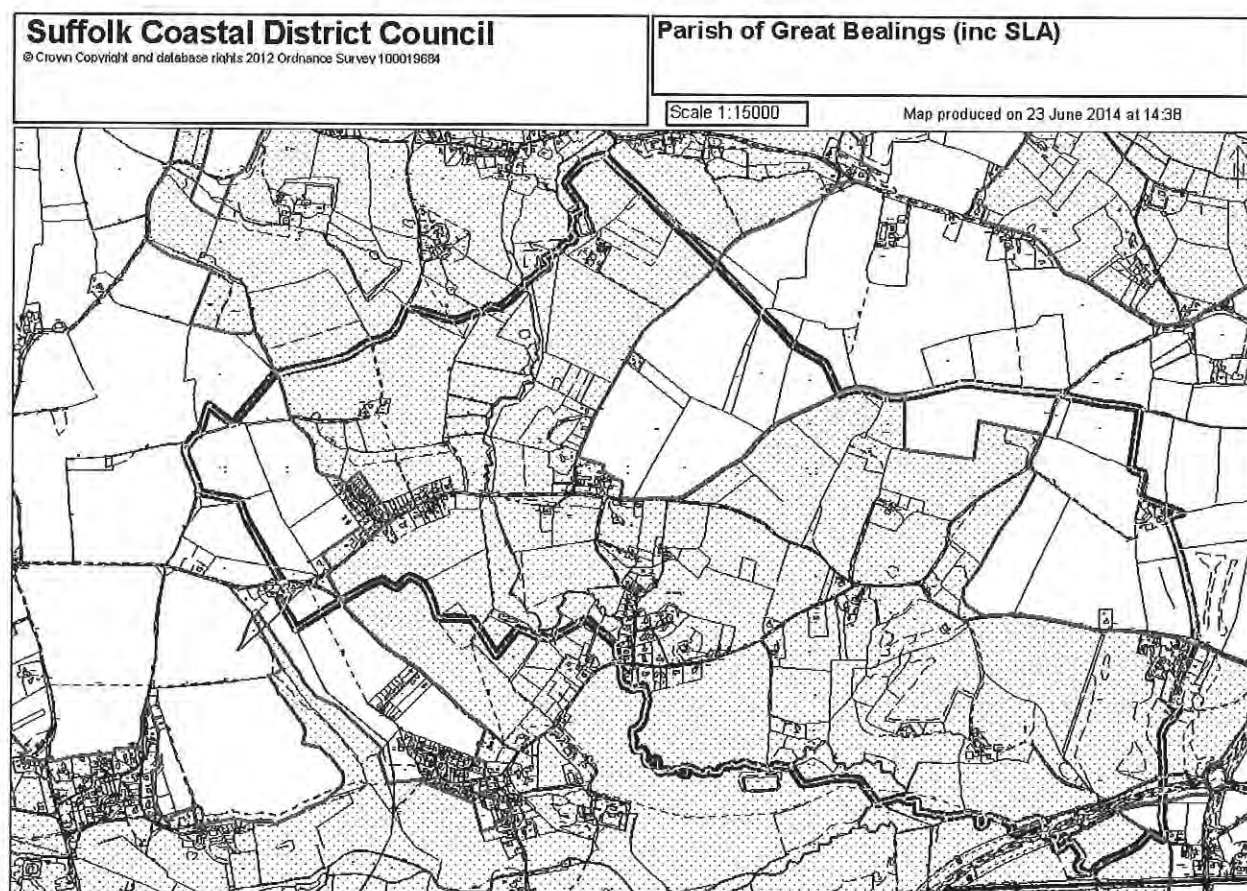 Suffolk Coastal District Council
© Crown Copyright and database rights 2012 Ordnance Survey 100019684
Parish of Great Bealings (inc SLA)
Scale 1:15000
Map produced on 23 June 2014 at 14:38